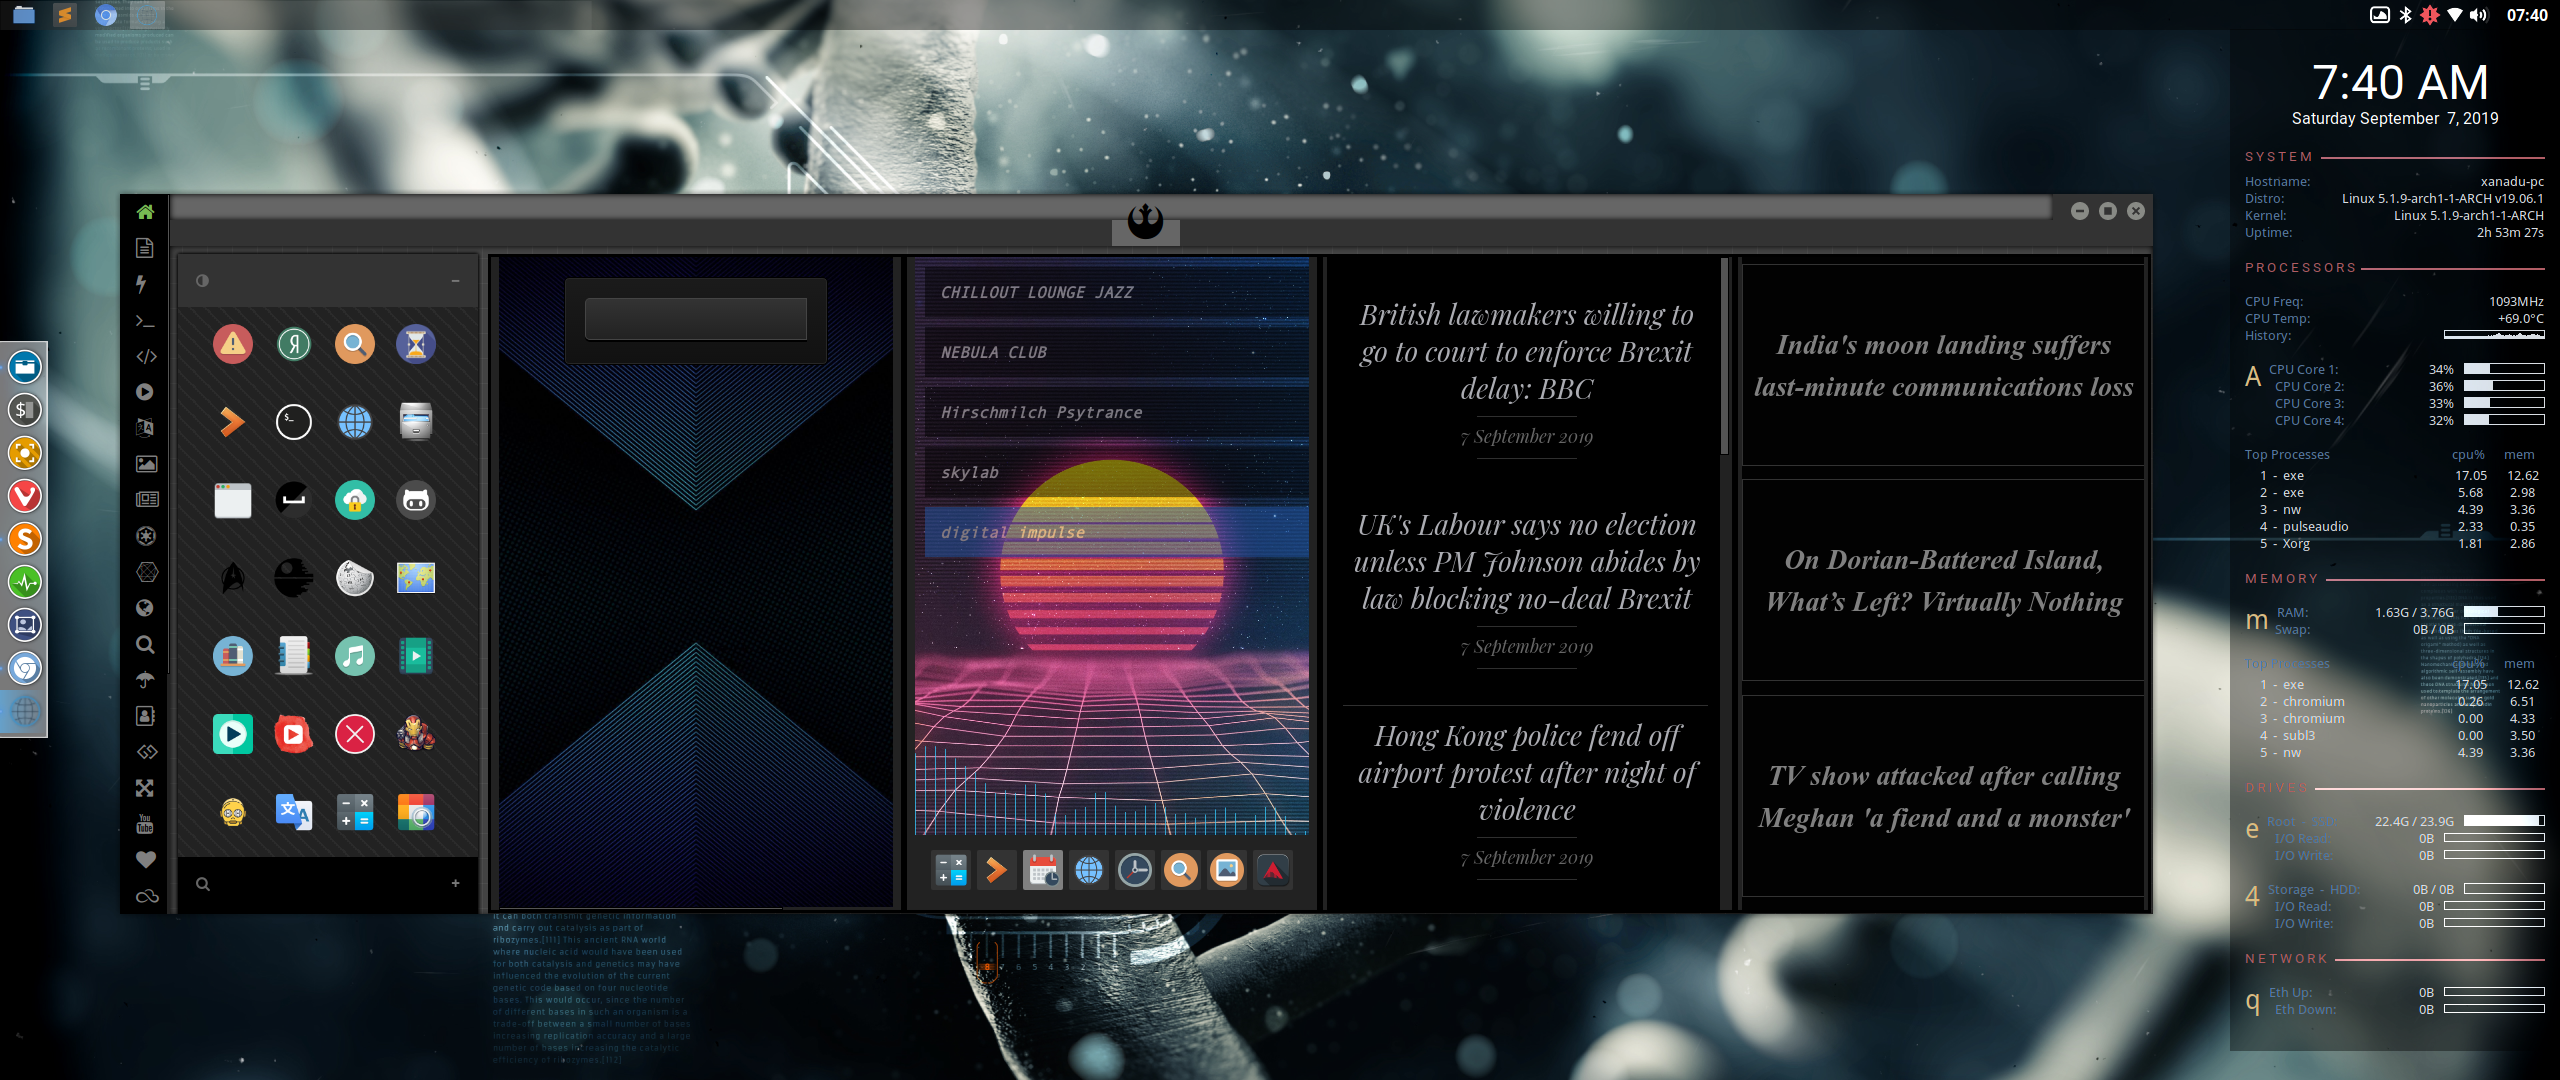 07:40
7:40 AM
Saturday September 7, 2019
SYSTEM
Hostname: xanadu-pc
Distro: Linux 5.1.9-arch1-1-ARCH v19.06.1
Kernel: Linux 5.1.9-arch1-1-ARCH
Uptime: 2h 53m 27s
PROCESSORS
CPU Freq: 1093MHz
CPU Temp: +69.0°C
History:
A CPU Core 1: 34%
CPU Core 2: 36%
CPU Core 3: 33%
CPU Core 4: 32%
Top Processes cpu% mem
1 - exe 17.05 12.62
2 - exe 5.68 2.98
3 - nw 4.39 3.36
4 - pulseaudio 2.33 0.35
5 - Xorg 1.81 2.86
MEMORY
m RAM: 1.63G / 3.76G
Swap: 0B / 0B
Top Processes cpu% mem
1 - exe 17.05 12.62
2 - chromium 0.26 6.51
3 - chromium 0.00 4.33
4 - subl3 0.00 3.50
5 - nw 4.39 3.36
DRIVES
e Root 22.4G / 23.9G
I/O Read: 0B
I/O Write: 0B
4 Storage - HDD: 0B / 0B
I/O Read: 0B
I/O Write: 0B
NETWORK
q Eth Up: 0B
Eth Down: 0B
CHILLOUT LOUNGE JAZZ
NEBULA CLUB
Hirschmilch Psytrance
skylab
digital impulse
British lawmakers willing to
go to court to enforce Brexit
delay: BBC
7 September 2019
UK's Labour says no election
unless PM Johnson abides by
law blocking no-deal Brexit
7 September 2019
Hong Kong police fend off
airport protest after night of
violence
7 September 2019
India's moon landing suffers
last-minute communications loss
On Dorian-Battered Island,
What's Left? Virtually Nothing
TV show attacked after calling
Meghan 'a fiend and a monster'
You
Tube
it can both transmit genetic information
and carry out catalysis as part of
ribozymes.[111] This ancient RNA world
where nucleic acid would have been used
for both catalysis and genetics may have
influenced the evolution of the current
genetic code based on four nucleotide
bases. This would occur, since the number
of different bases in such an organism is a
trade-off between a small number of bases
increasing replication accuracy and a large
number of bases increasing the catalytic
efficiency of ribozymes.[112]
8 7 6 5 4 3 2